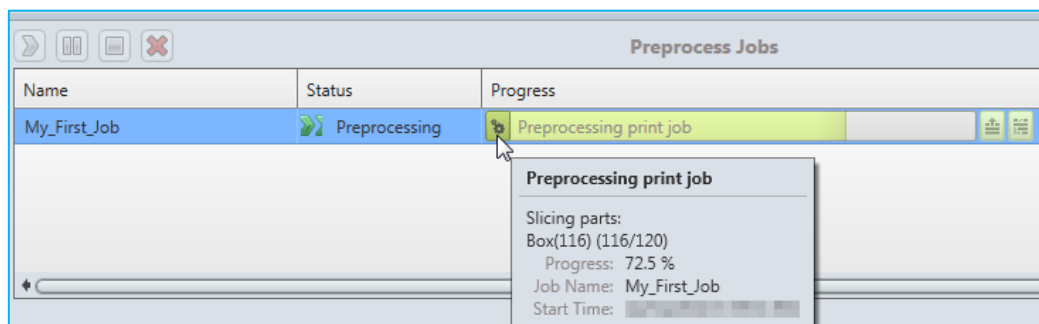 Preprocess Jobs
Name Status Progress
My_First_Job Preprocessing Preprocessing print job
Preprocessing print job
Slicing parts:
Box(116) (116/120)
Progress: 72.5 %
Job Name: My_First_Job
Start Time: